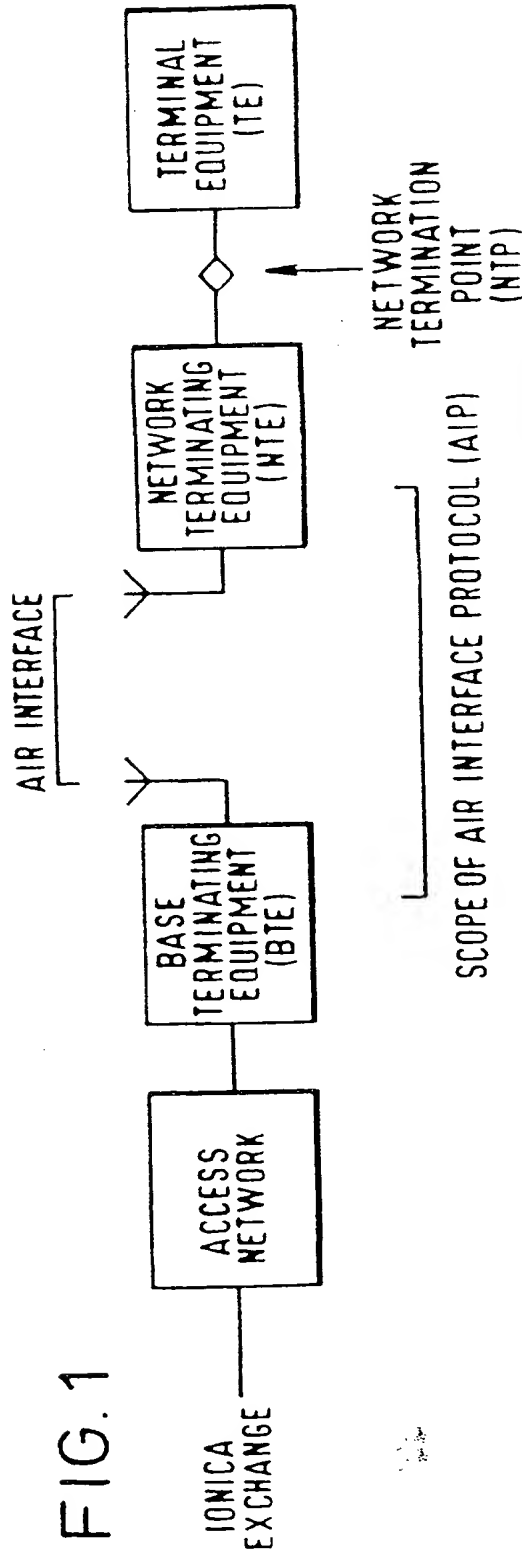 FIG. 1
IONICA
EXCHANGE
ACCESS
NETWORK
BASE
TERMINATING
EQUIPMENT
(BTE)
AIR INTERFACE
NETWORK
TERMINATING
EQUIPMENT
(NTE)
TERMINAL
EQUIPMENT
(TE)
NETWORK
TERMINATION
POINT
(NTP)
SCOPE OF AIR INTERFACE PROTOCOL (AIP)